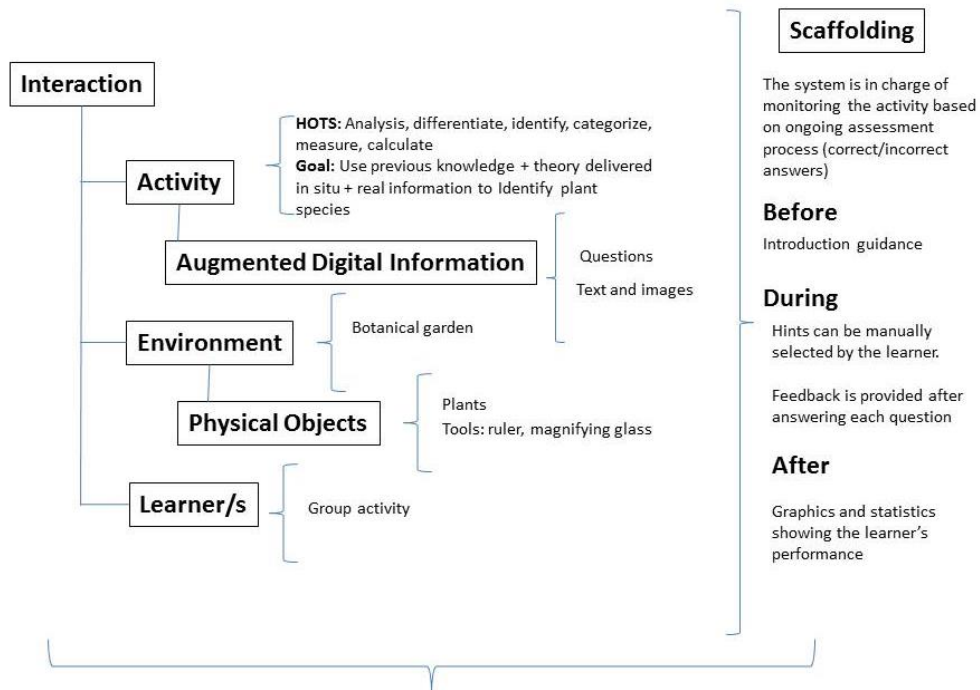 Interaction
Activity
HOTS: Analysis, differentiate, identify, categorize,
measure, calculate
Goal: Use previous knowledge + theory delivered
in situ + real information to Identify plant
species
Augmented Digital Information
Questions
Text and images
Environment
Botanical garden
Physical Objects
Plants
Tools: ruler, magnifying glass
Learner/s
Group activity
Scaffolding
The system is in charge of
monitoring the activity based
on ongoing assessment
process (correct/incorrect
answers)
Before
Introduction guidance
During
Hints can be manually
selected by the learner.
Feedback is provided after
answering each question
After
Graphics and statistics
showing the learner's
performance